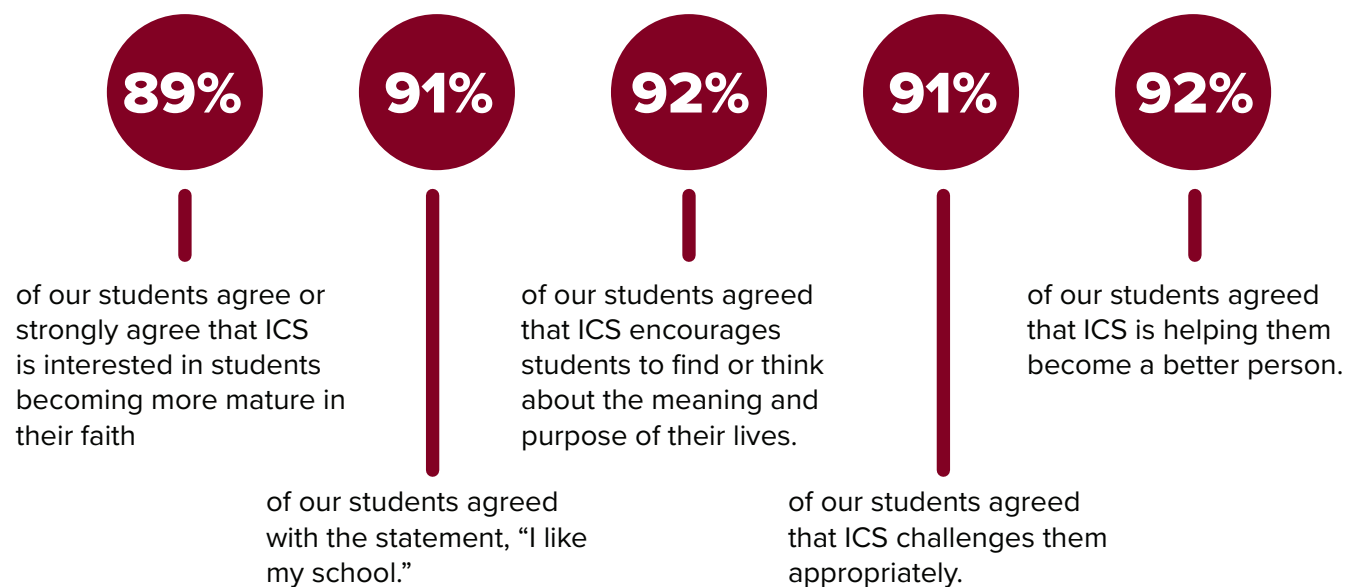 89%
91%
92%
91%
92%
of our students agree or
strongly agree that ICS
is interested in students
becoming more mature in
their faith
of our students agreed
with the statement, “I like
my school.”
of our students agreed
that ICS encourages
students to find or think
about the meaning and
purpose of their lives.
of our students agreed
that ICS challenges them
appropriately.
of our students agreed
that ICS is helping them
become a better person.